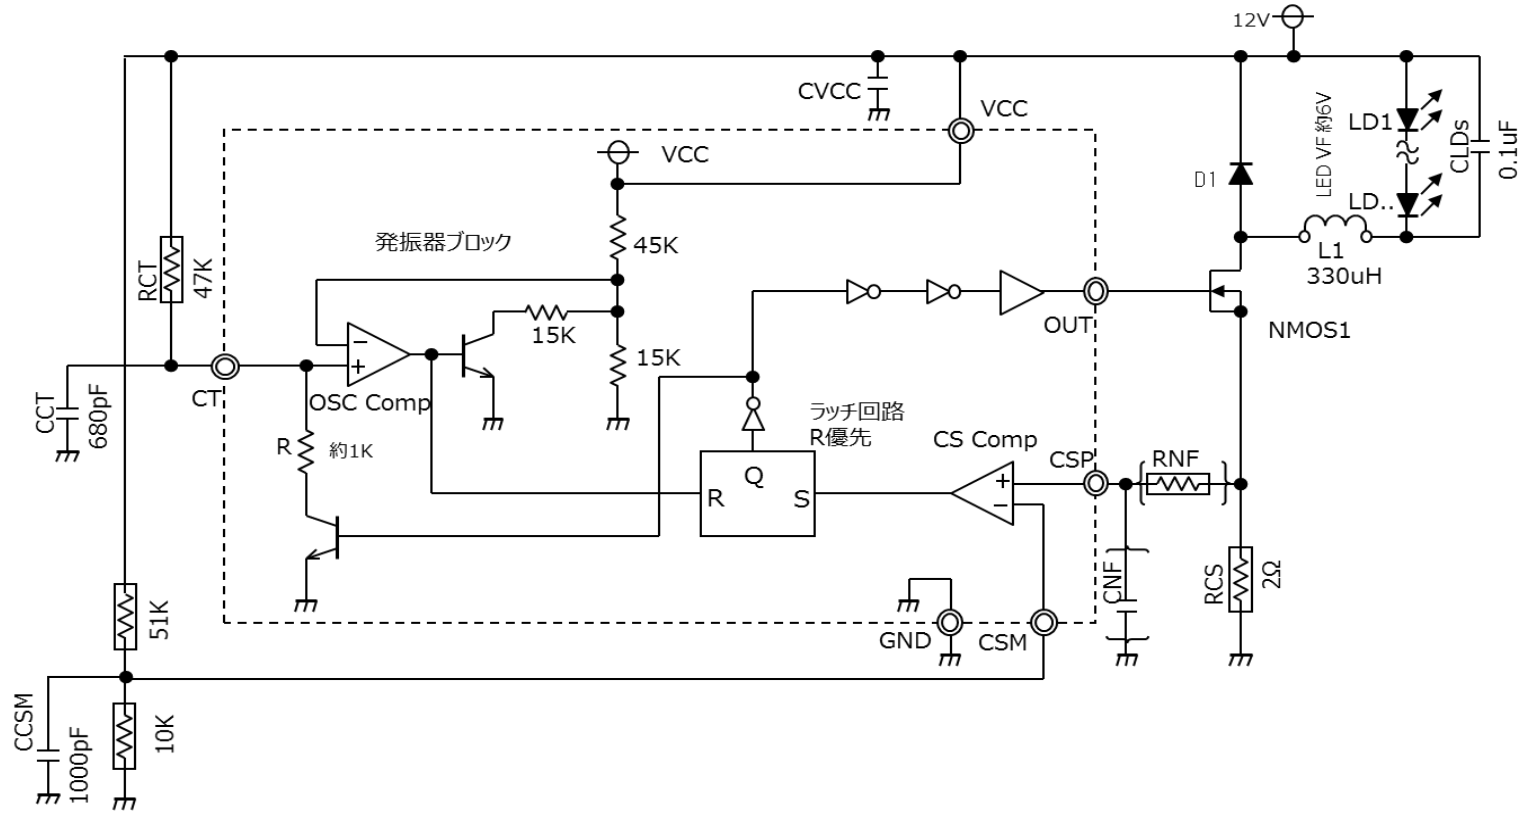 12V
CVCC
VCC
VCC
LED VF 約6V
LD1
CLDs
0.1uF
D1
LD..
発振器ブロック
45K
RCT
47K
L1
330uH
15K
15K
OUT
NMOS1
CT
OSC Comp
CCT
680pF
R
約1K
ラッチ回路
R優先
CS Comp
CSP
RNF
Q
R
S
CNF
RCS
2Ω
51K
GND
CSM
CCSM
1000pF
10K